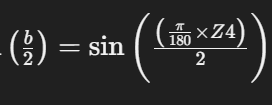 (b/2) = sin((π/180 × Z4)/2)